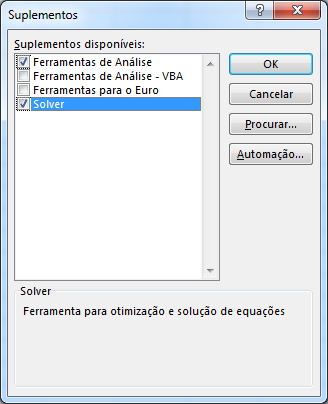 Suplementos
Suplementos disponíveis:
Ferramentas de Análise
Ferramentas de Análise - VBA
Ferramentas para o Euro
Solver
OK
Cancelar
Procurar...
Automação...
Solver
Ferramenta para otimização e solução de equações